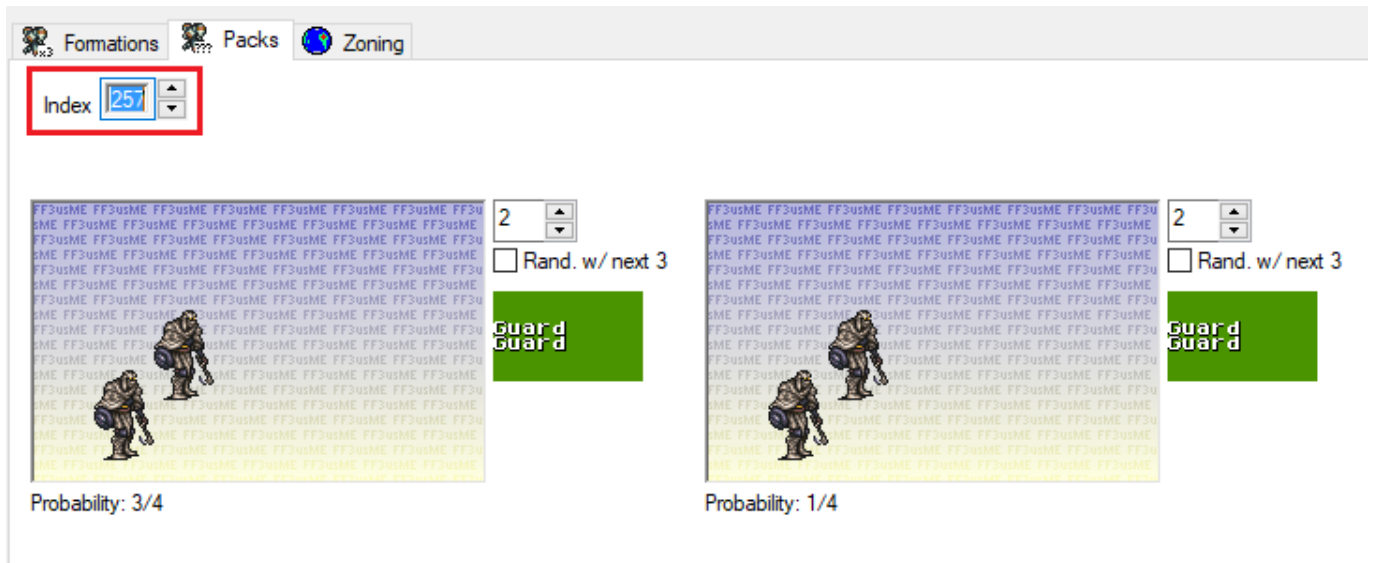 Formations Packs Zoning
Index 257
2
Rand. w/ next 3
Guard
Guard
Probability: 3/4
2
Rand. w/ next 3
Guard
Guard
Probability: 1/4